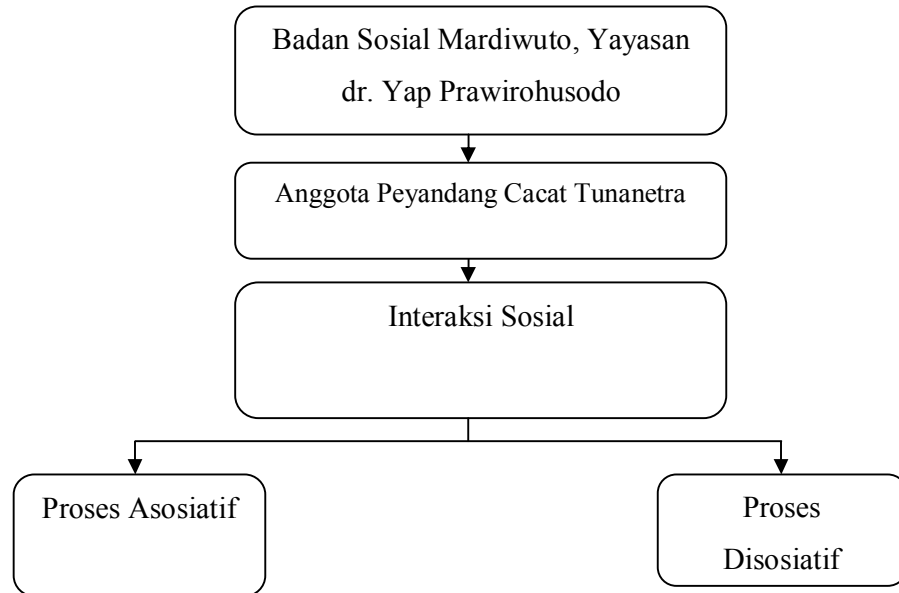 Badan Sosial Mardiwuto, Yayasan
dr. Yap Prawirohusodo
Anggota Peyandang Cacat Tunanetra
Interaksi Sosial
Proses Asosiatif
Proses
Disosiatif